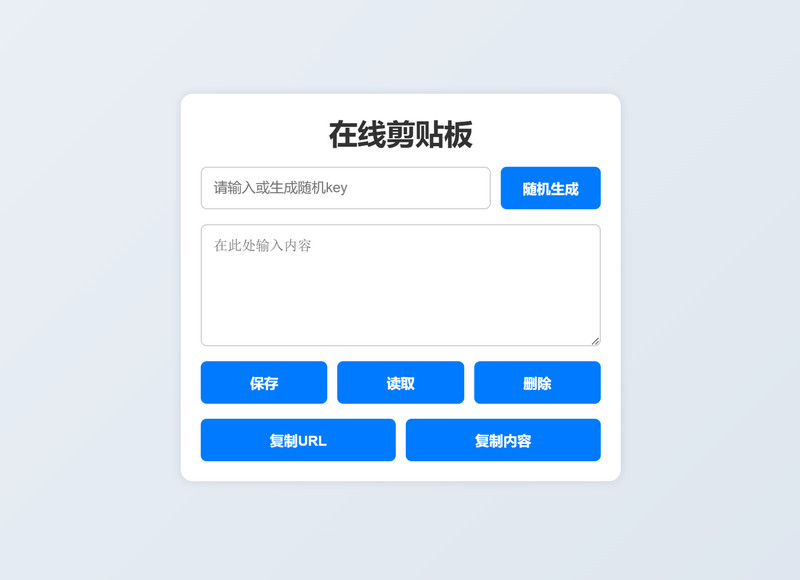 在线剪贴板
请输入或生成随机key
随机生成
在此处输入内容
保存
读取
删除
复制URL
复制内容